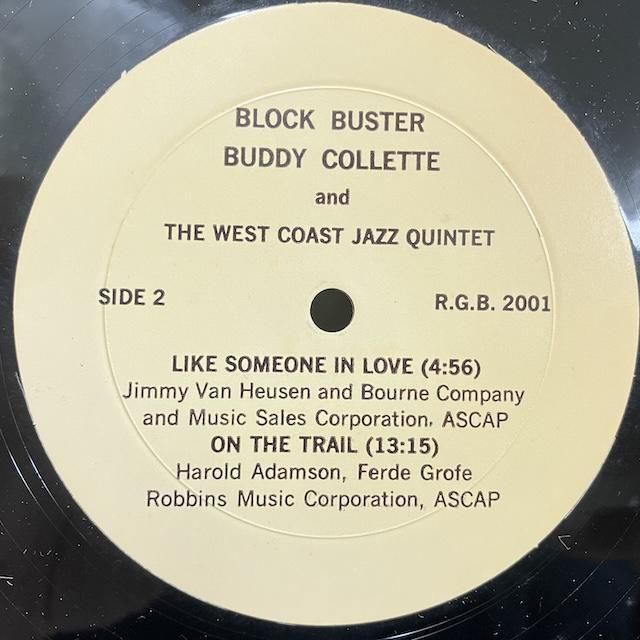 BLOCK BUSTER
BUDDY COLLETTE
and
THE WEST COAST JAZZ QUINTET
SIDE 2
R.G.B. 2001
LIKE SOMEONE IN LOVE (4:56)
Jimmy Van Heusen and Bourne Company
and Music Sales Corporation, ASCAP
ON THE TRAIL (13:15)
Harold Adamson, Ferde Grofe
Robbins Music Corporation, ASCAP